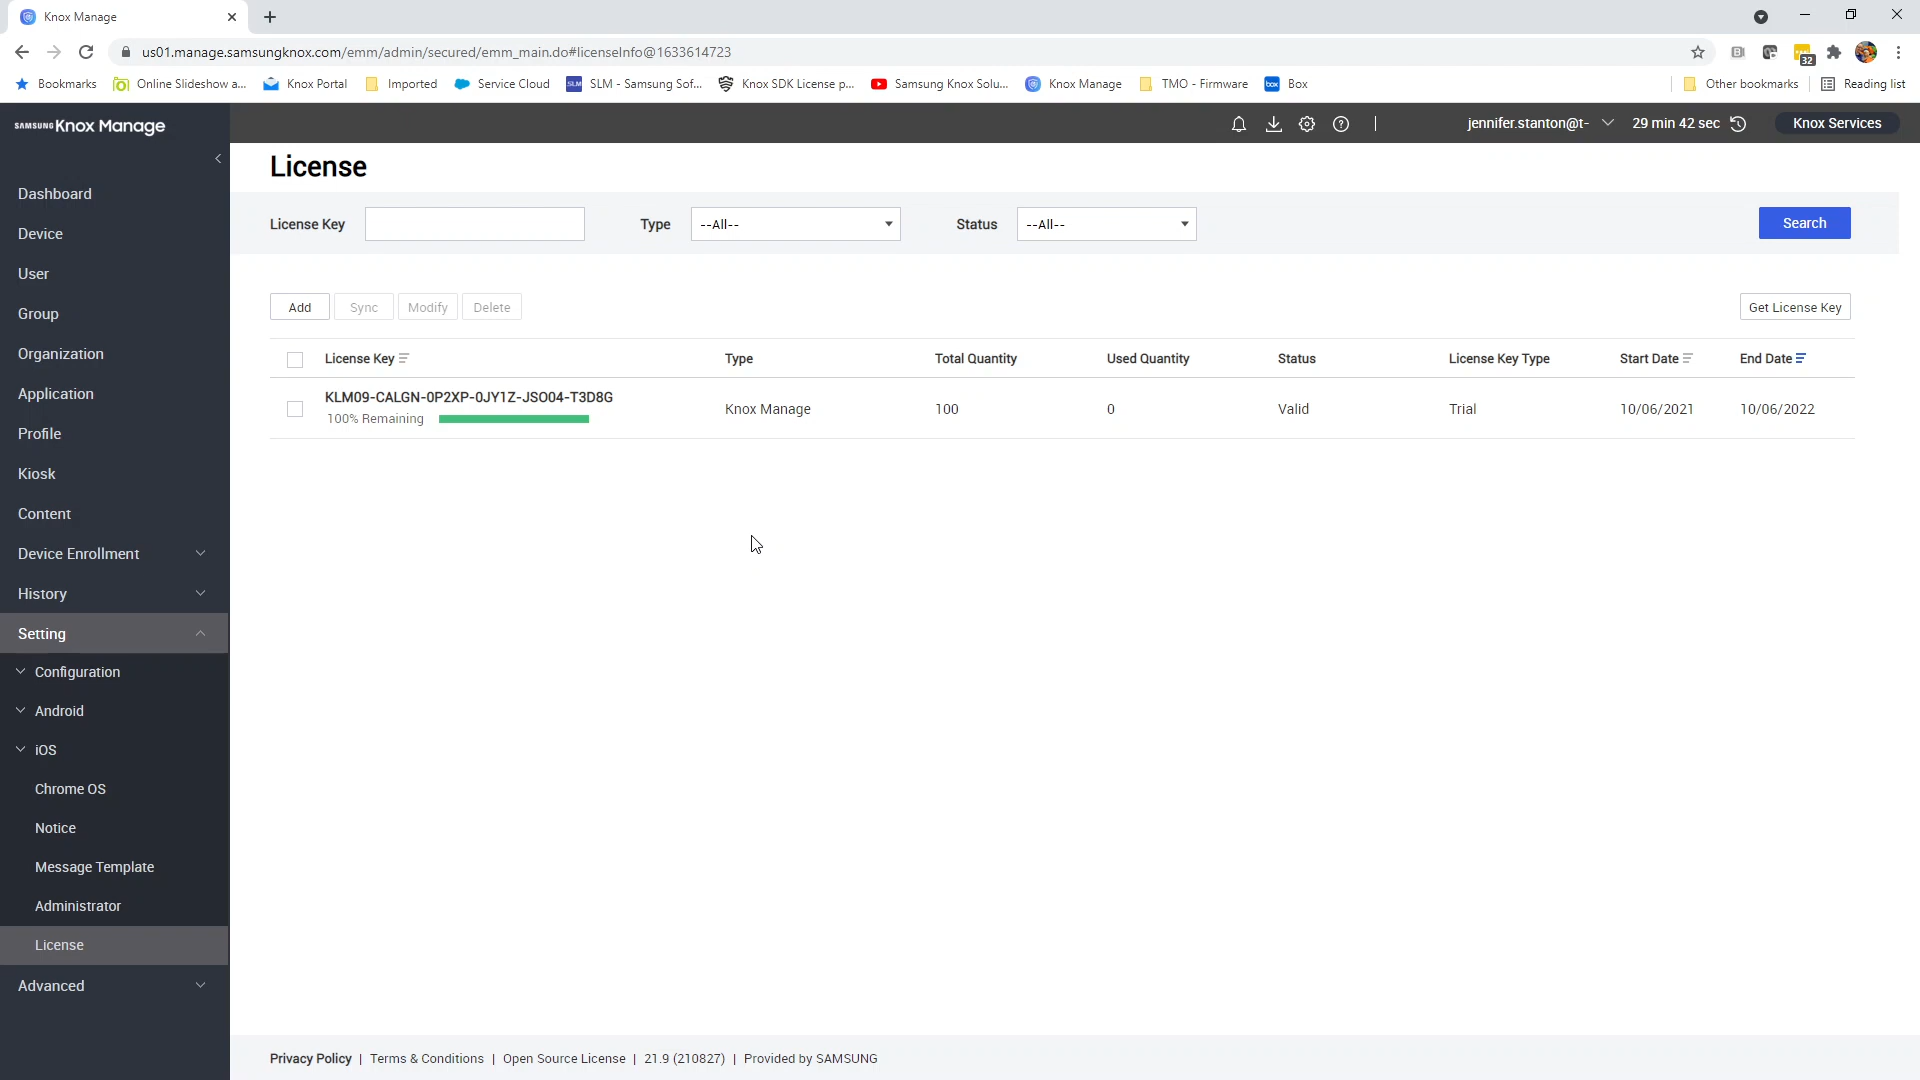 Knox Manage
us01.manage.samsungknox.com/emm/admin/secured/emm_main.do#licenseInfo@1633614723
32
Bookmarks
Online Slideshow a...
Knox Portal
Imported
Service Cloud
SLM
SLM - Samsung Sof...
Knox SDK License p...
Samsung Knox Solu...
Knox Manage
TMO - Firmware
box
Box
Other bookmarks
Reading list
SAMSUNG Knox Manage
jennifer.stanton@t-
29 min 42 sec
Knox Services
Dashboard
Device
User
Group
Organization
Application
Profile
Kiosk
Content
Device Enrollment
History
Setting
Configuration
Android
iOS
Chrome OS
Notice
Message Template
Administrator
License
Advanced
License
License Key
Type
--All--
Status
--All--
Search
Add
Sync
Modify
Delete
Get License Key
License Key
Type
Total Quantity
Used Quantity
Status
License Key Type
Start Date
End Date
KLM09-CALGN-0P2XP-0JY1Z-JSO04-T3D8G
100% Remaining
Knox Manage
100
0
Valid
Trial
10/06/2021
10/06/2022
Privacy Policy | Terms & Conditions | Open Source License | 21.9 (210827) | Provided by SAMSUNG